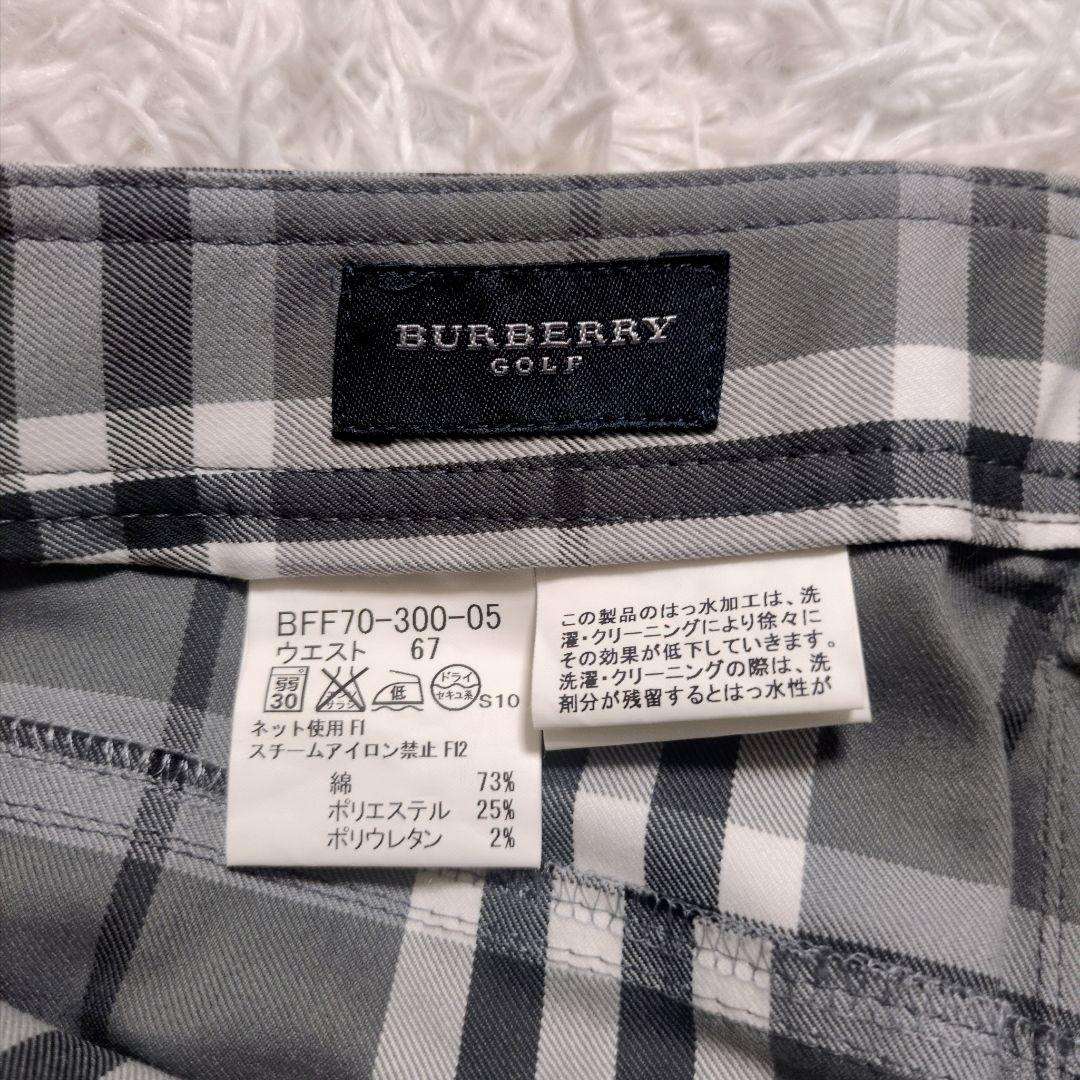 BURBERRY
GOLF
BFF70-300-05
ウエスト 67
弱
30
低
ドライ
セキユ系
S10
ネット使用 F1
スチームアイロン禁止 F12
綿 73%
ポリエステル 25%
ポリウレタン 2%
この製品のはっ水加工は、洗
濯・クリーニングにより徐々に
その効果が低下していきます。
洗濯・クリーニングの際は、洗
剤分が残留するとはっ水性が